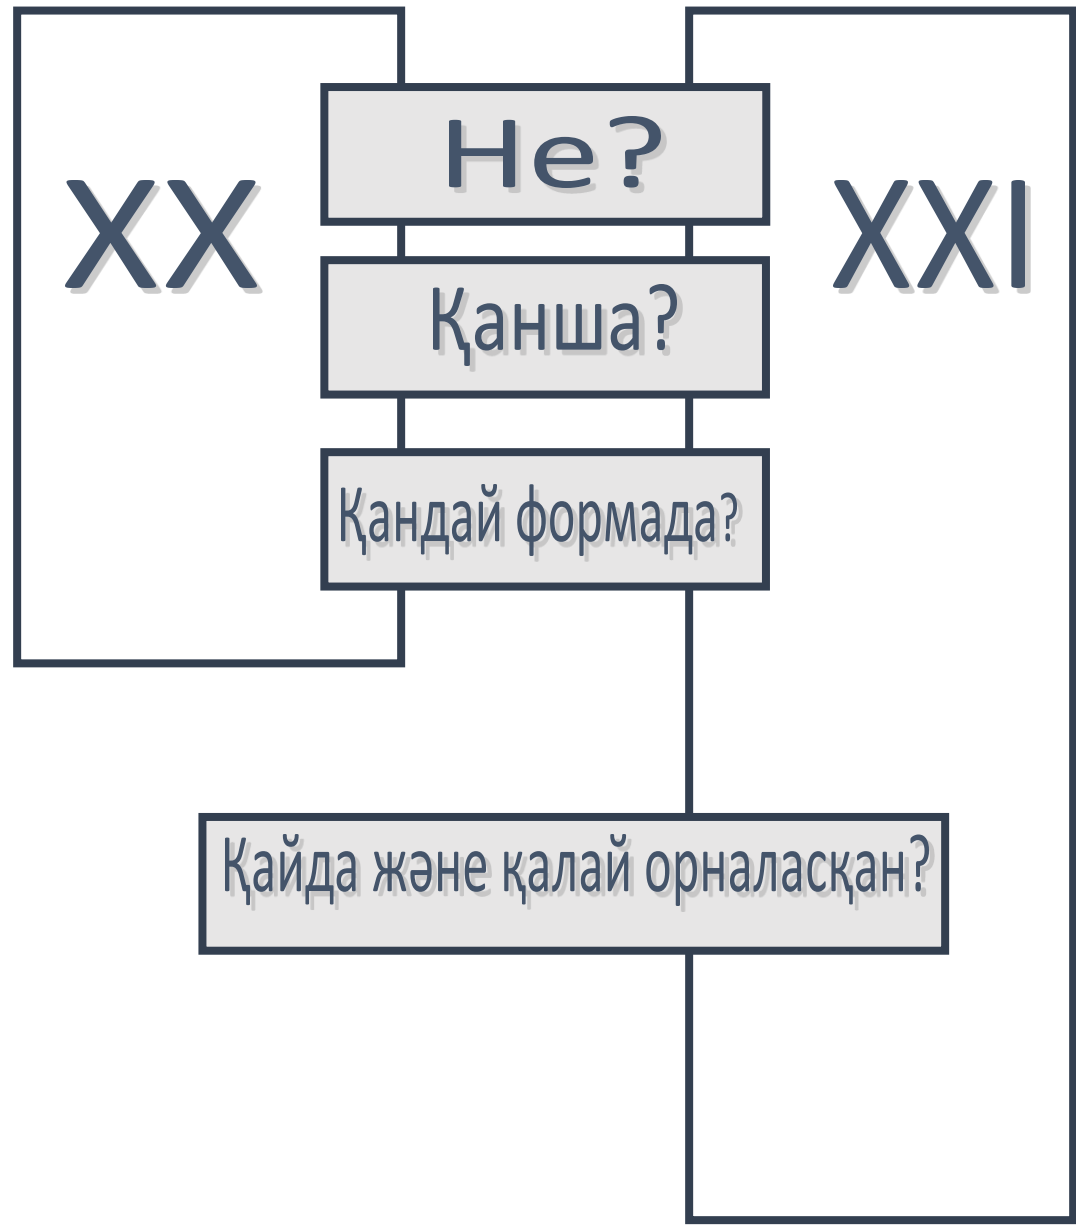 Не?
XX
XXI
Қанша?
Қандай формада?
Қайда және қалай орналасқан?